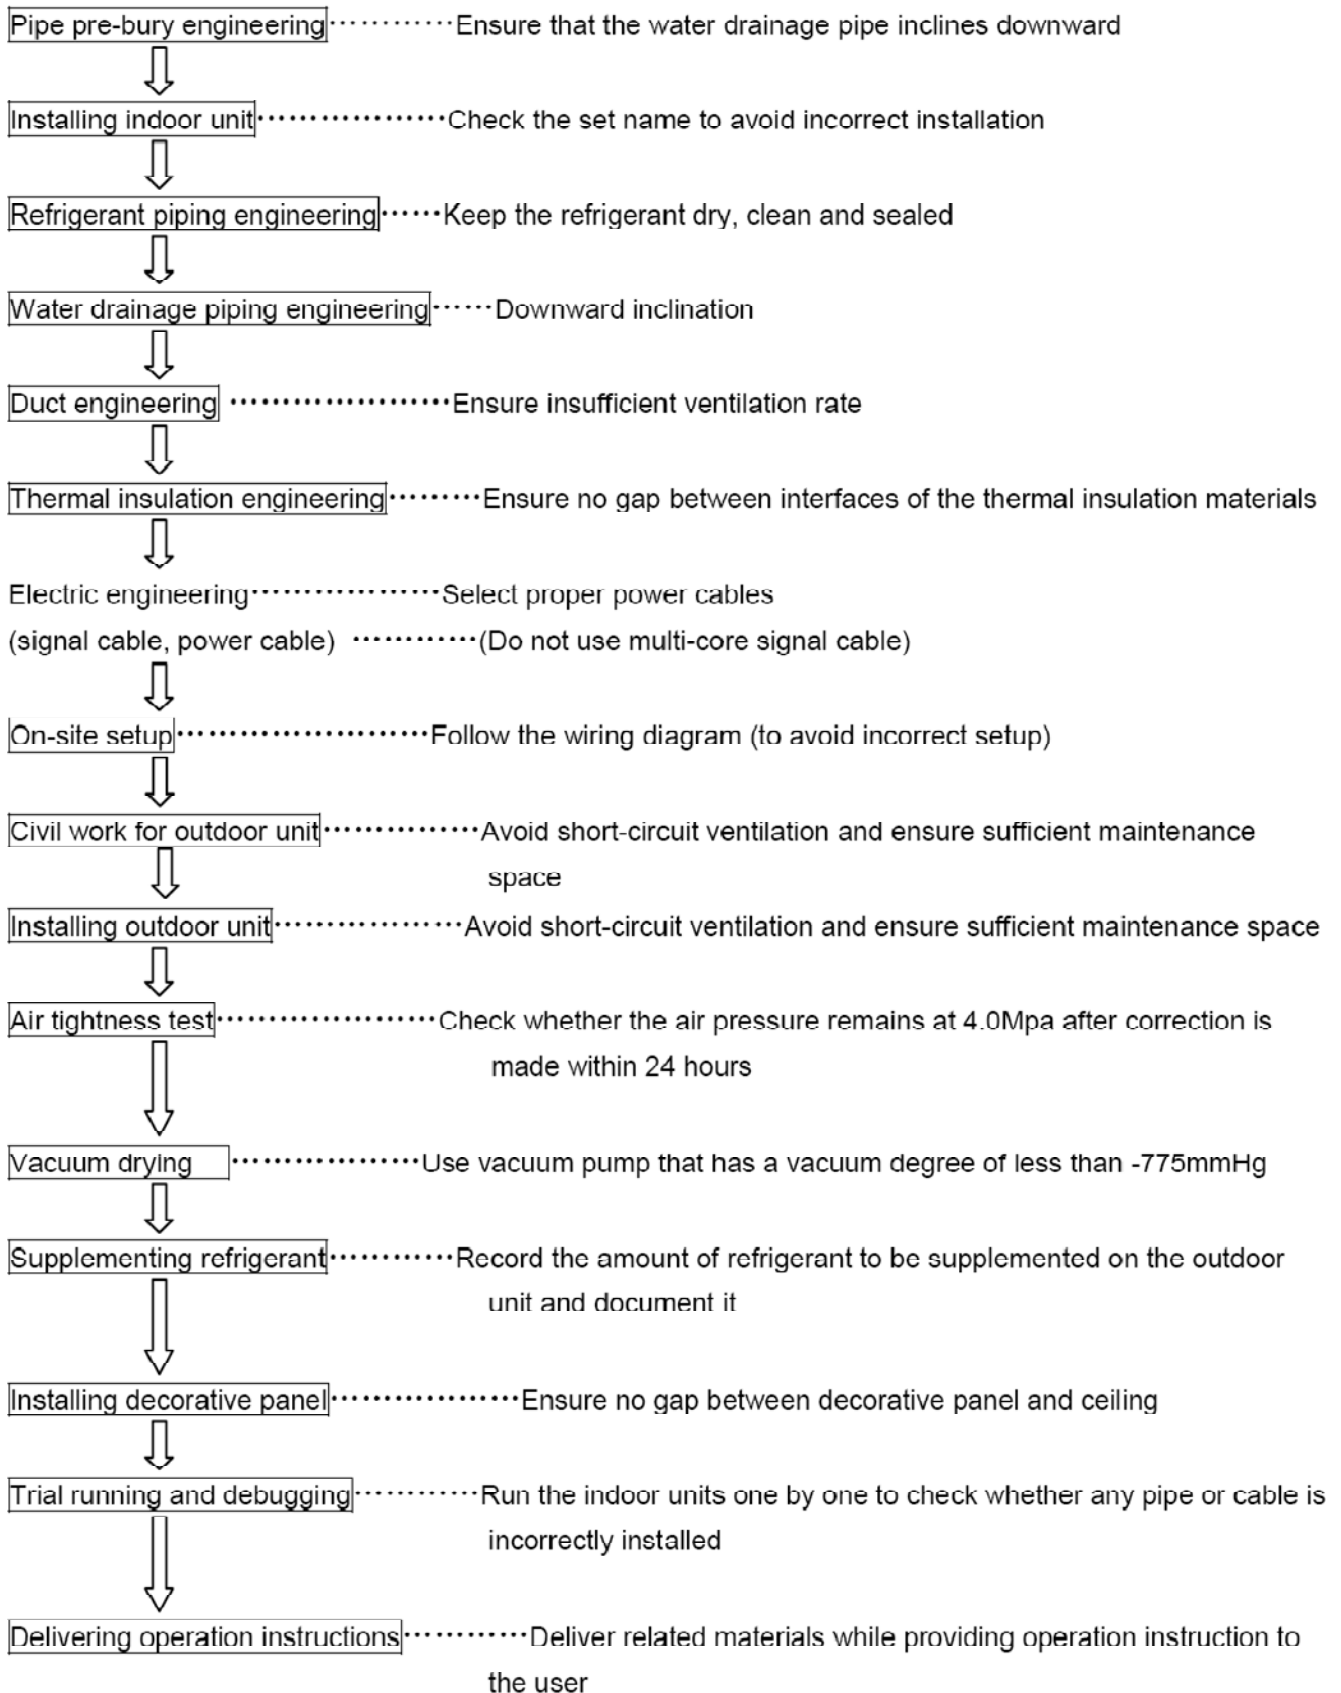 Pipe pre-bury engineering············Ensure that the water drainage pipe inclines downward
Installing indoor unit··················Check the set name to avoid incorrect installation
Refrigerant piping engineering······Keep the refrigerant dry, clean and sealed
Water drainage piping engineering······Downward inclination
Duct engineering ·····················Ensure insufficient ventilation rate
Thermal insulation engineering·········Ensure no gap between interfaces of the thermal insulation materials
Electric engineering··················Select proper power cables
(signal cable, power cable) ············(Do not use multi-core signal cable)
On-site setup························Follow the wiring diagram (to avoid incorrect setup)
Civil work for outdoor unit···············Avoid short-circuit ventilation and ensure sufficient maintenance
space
Installing outdoor unit··················Avoid short-circuit ventilation and ensure sufficient maintenance space
Air tightness test·····················Check whether the air pressure remains at 4.0Mpa after correction is
made within 24 hours
Vacuum drying ··················Use vacuum pump that has a vacuum degree of less than -775mmHg
Supplementing refrigerant············Record the amount of refrigerant to be supplemented on the outdoor
unit and document it
Installing decorative panel··················Ensure no gap between decorative panel and ceiling
Trial running and debugging············Run the indoor units one by one to check whether any pipe or cable is
incorrectly installed
Delivering operation instructions············Deliver related materials while providing operation instruction to
the user